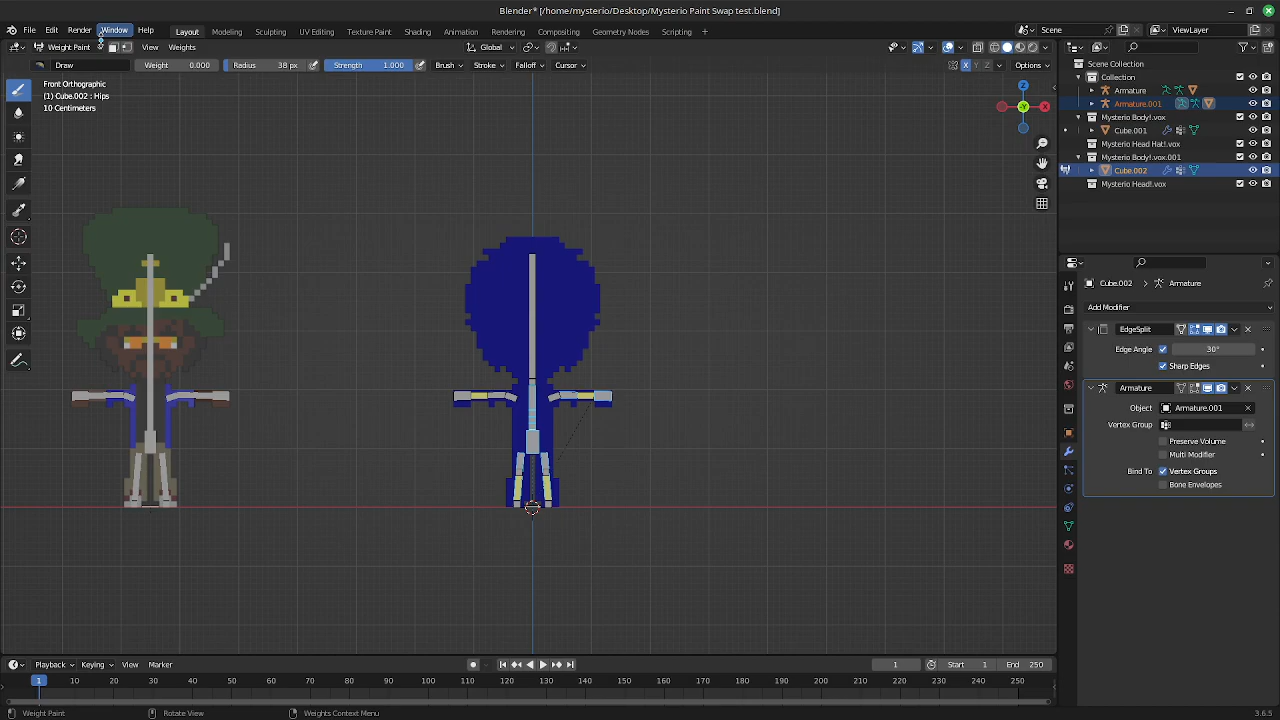 Blender* [/home/mysterio/Desktop/Mysterio Paint Swap test.blend]
File Edit Render Window Help Layout Modeling Sculpting UV Editing Texture Paint Shading Animation Rendering Compositing Geometry Nodes Scripting + Scene ViewLayer
Weight Paint View Weights Global
Draw Weight 0.000 Radius 38 px Strength 1.000 Brush Stroke Falloff Cursor X Y Z Options
Front Orthographic
(1) Cube.002 : Hips
10 Centimeters
Z
Y
X
Scene Collection
Collection
Armature
Armature.001
Mysterio Body!.vox
Cube.001
Mysterio Head Hat!.vox
Mysterio Body!.vox.001
Cube.002
Mysterio Head!.vox
Cube.002 Armature
Add Modifier
EdgeSplit
Edge Angle 30°
Sharp Edges
Armature
Object Armature.001
Vertex Group
Preserve Volume
Multi Modifier
Bind To Vertex Groups
Bone Envelopes
Playback Keying View Marker 1 Start 1 End 250
1 10 20 30 40 50 60 70 80 90 100 110 120 130 140 150 160 170 180 190 200 210 220 230 240 250
Weight Paint Rotate View Weights Context Menu 3.6.5